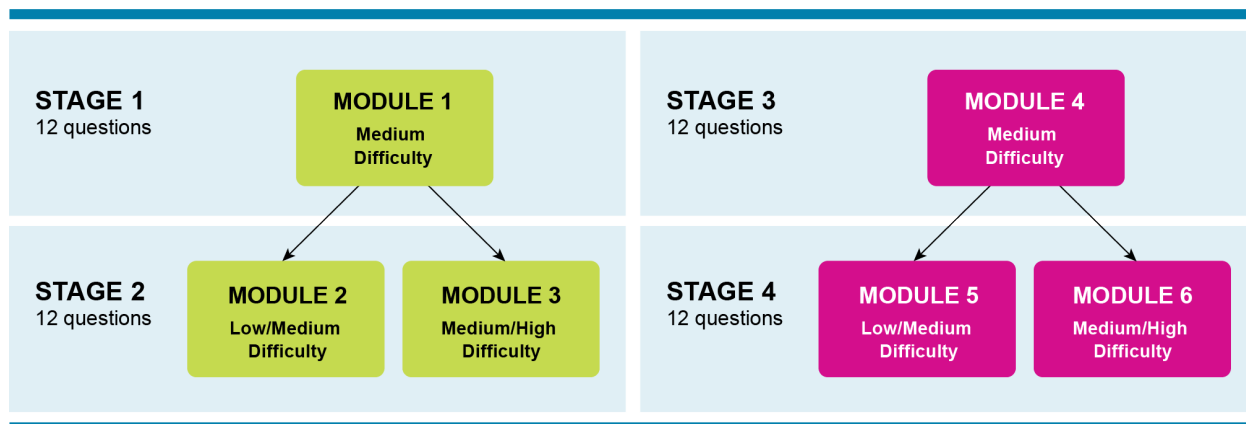 STAGE 1
12 questions
MODULE 1
Medium
Difficulty
STAGE 2
12 questions
MODULE 2
Low/Medium
Difficulty
MODULE 3
Medium/High
Difficulty
STAGE 3
12 questions
MODULE 4
Medium
Difficulty
STAGE 4
12 questions
MODULE 5
Low/Medium
Difficulty
MODULE 6
Medium/High
Difficulty